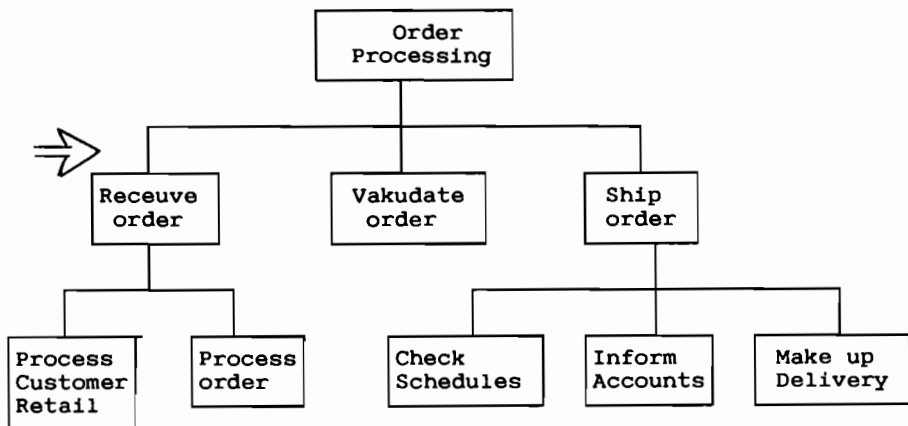 Order
Processing
Receuve
order
Vakudate
order
Ship
order
Process
Customer
Retail
Process
order
Check
Schedules
Inform
Accounts
Make up
Delivery